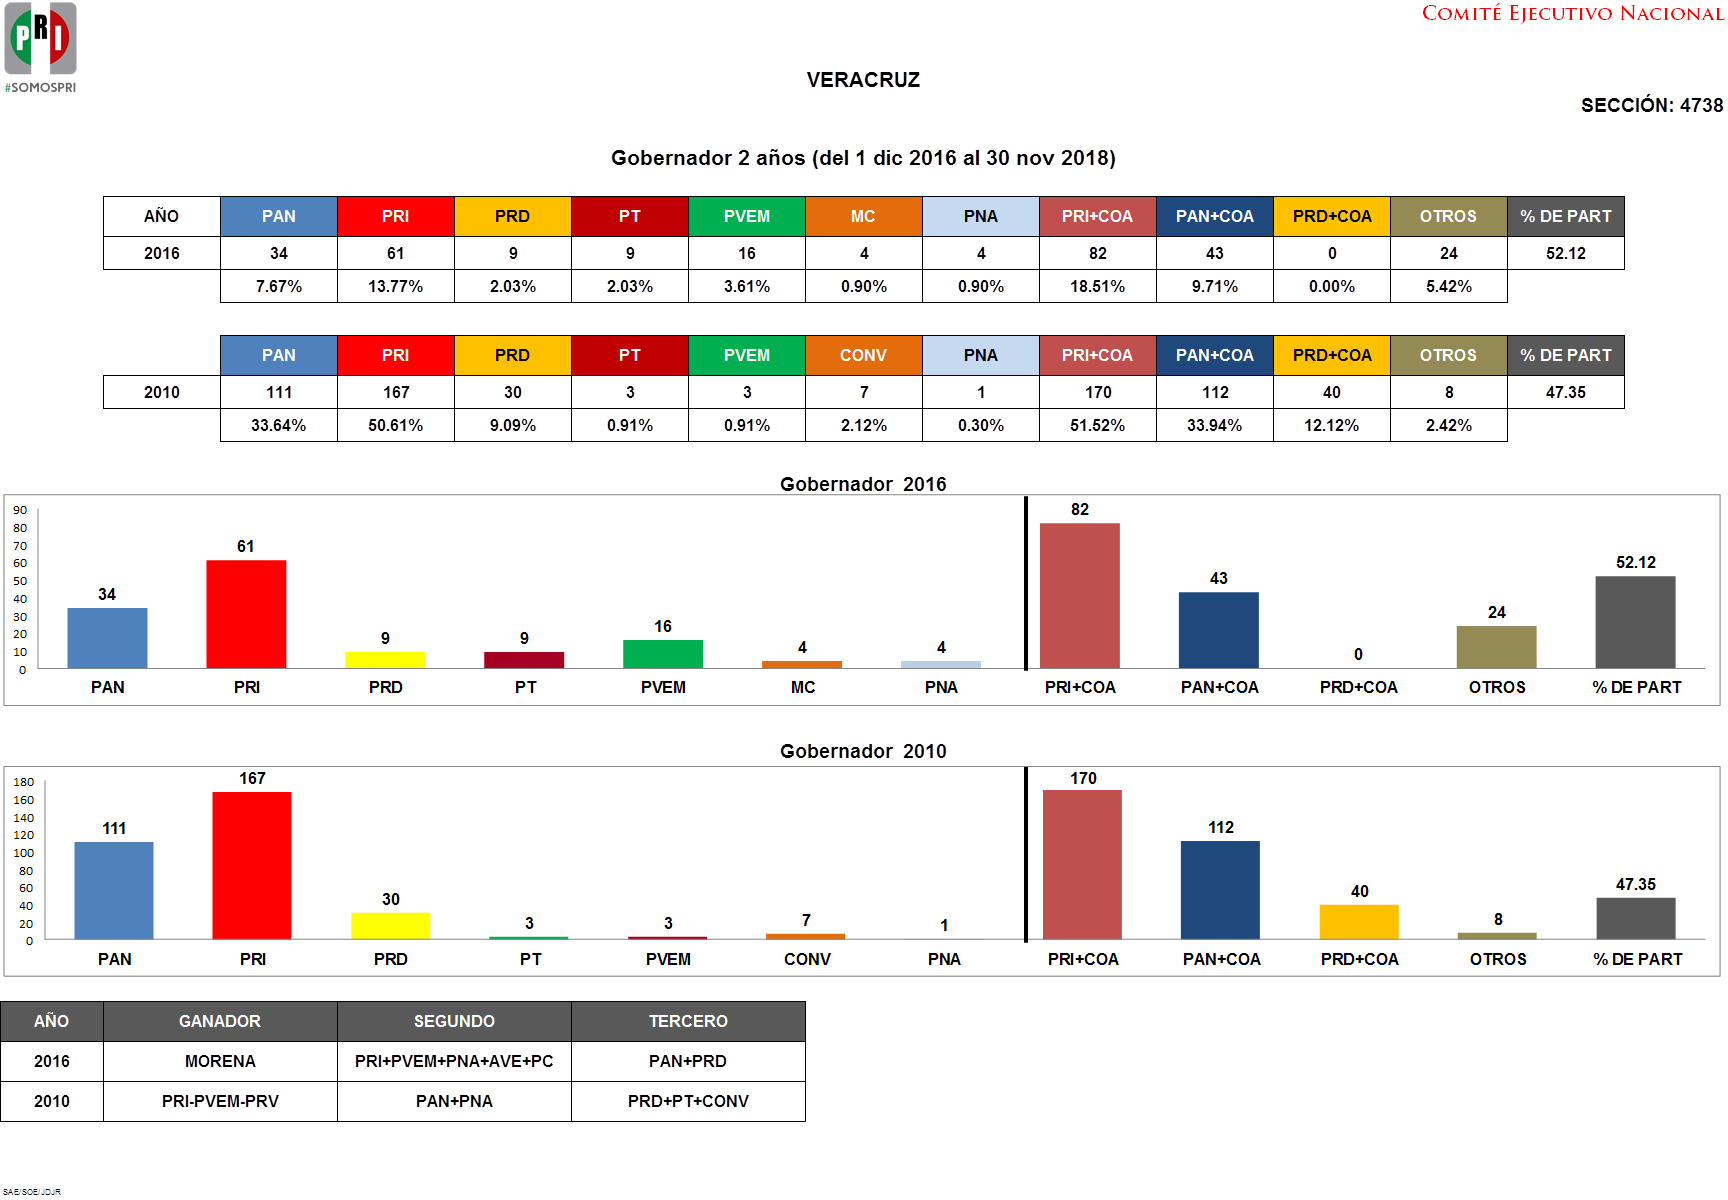 PRI
#SOMOSPRI
COMITÉ EJECUTIVO NACIONAL
VERACRUZ
SECCIÓN: 4738
Gobernador 2 años (del 1 dic 2016 al 30 nov 2018)
AÑO PAN PRI PRD PT PVEM MC PNA PRI+COA PAN+COA PRD+COA OTROS % DE PART
2016 34 61 9 9 16 4 4 82 43 0 24 52.12
7.67% 13.77% 2.03% 2.03% 3.61% 0.90% 0.90% 18.51% 9.71% 0.00% 5.42%
PAN PRI PRD PT PVEM CONV PNA PRI+COA PAN+COA PRD+COA OTROS % DE PART
2010 111 167 30 3 3 7 1 170 112 40 8 47.35
33.64% 50.61% 9.09% 0.91% 0.91% 2.12% 0.30% 51.52% 33.94% 12.12% 2.42%
Gobernador 2016
90
80
70
60
50
40
30
20
10
0
34 61 9 9 16 4 4 82 43 0 24 52.12
PAN PRI PRD PT PVEM MC PNA PRI+COA PAN+COA PRD+COA OTROS % DE PART
Gobernador 2010
180
160
140
120
100
80
60
40
20
0
111 167 30 3 3 7 1 170 112 40 8 47.35
PAN PRI PRD PT PVEM CONV PNA PRI+COA PAN+COA PRD+COA OTROS % DE PART
AÑO GANADOR SEGUNDO TERCERO
2016 MORENA PRI+PVEM+PNA+AVE+PC PAN+PRD
2010 PRI-PVEM-PRV PAN+PNA PRD+PT+CONV
SAE/SOE/JDJR